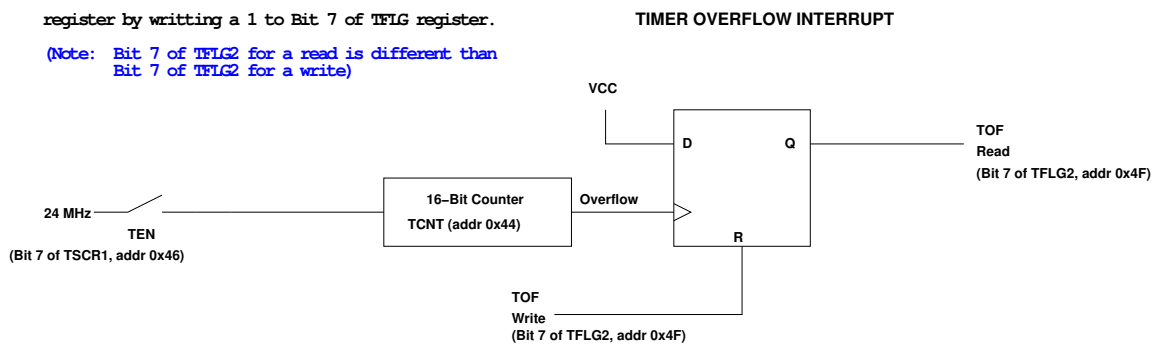 register by writting a 1 to Bit 7 of TFLG register.
TIMER OVERFLOW INTERRUPT
(Note: Bit 7 of TFLG2 for a read is different than
Bit 7 of TFLG2 for a write)
VCC
D
Q
TOF
Read
(Bit 7 of TFLG2, addr 0x4F)
24 MHz
TEN
(Bit 7 of TSCR1, addr 0x46)
16−Bit Counter
TCNT (addr 0x44)
Overflow
R
TOF
Write
(Bit 7 of TFLG2, addr 0x4F)